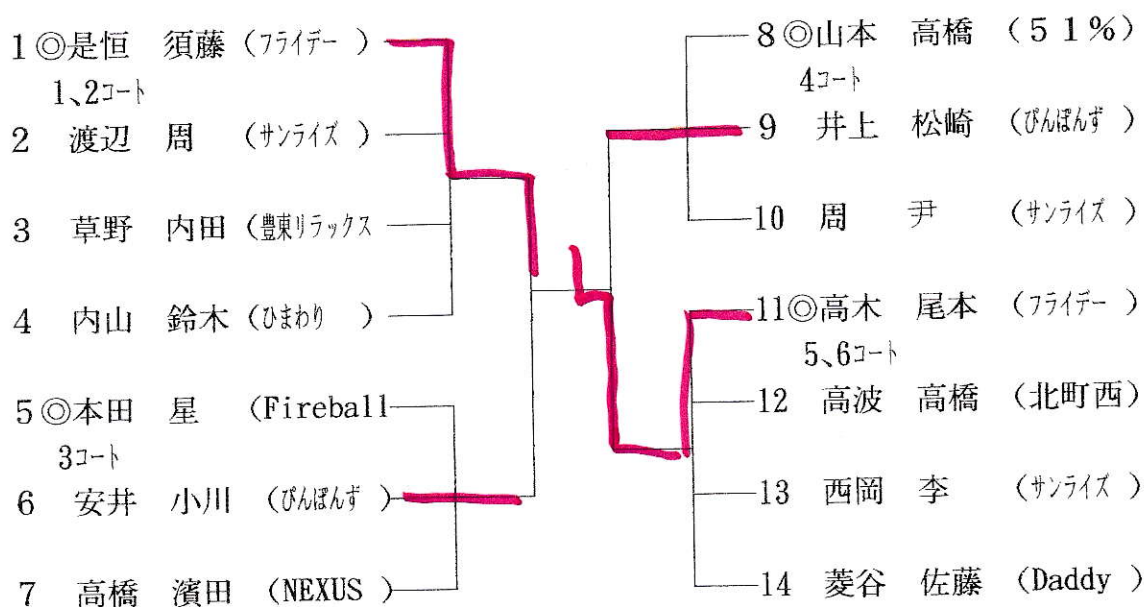 1◎是恒 須藤(フライデー )
1、2コート
2 渡辺 周 (サンライズ )
3 草野 内田(豊東リラックス
4 内山 鈴木(ひまわり )
5◎本田 星 (Fireball
3コート
6 安井 小川 (ぴんぽんず )
7 高橋 濱田 (NEXUS )
8◎山本 高橋 (51%)
4コート
9 井上 松崎 (ぴんぽんず )
10 周 尹 (サンライズ )
11◎高木 尾本 (フライデー )
5、6コート
12 高波 高橋 (北町西)
13 西岡 李 (サンライズ )
14 菱谷 佐藤 (Daddy )